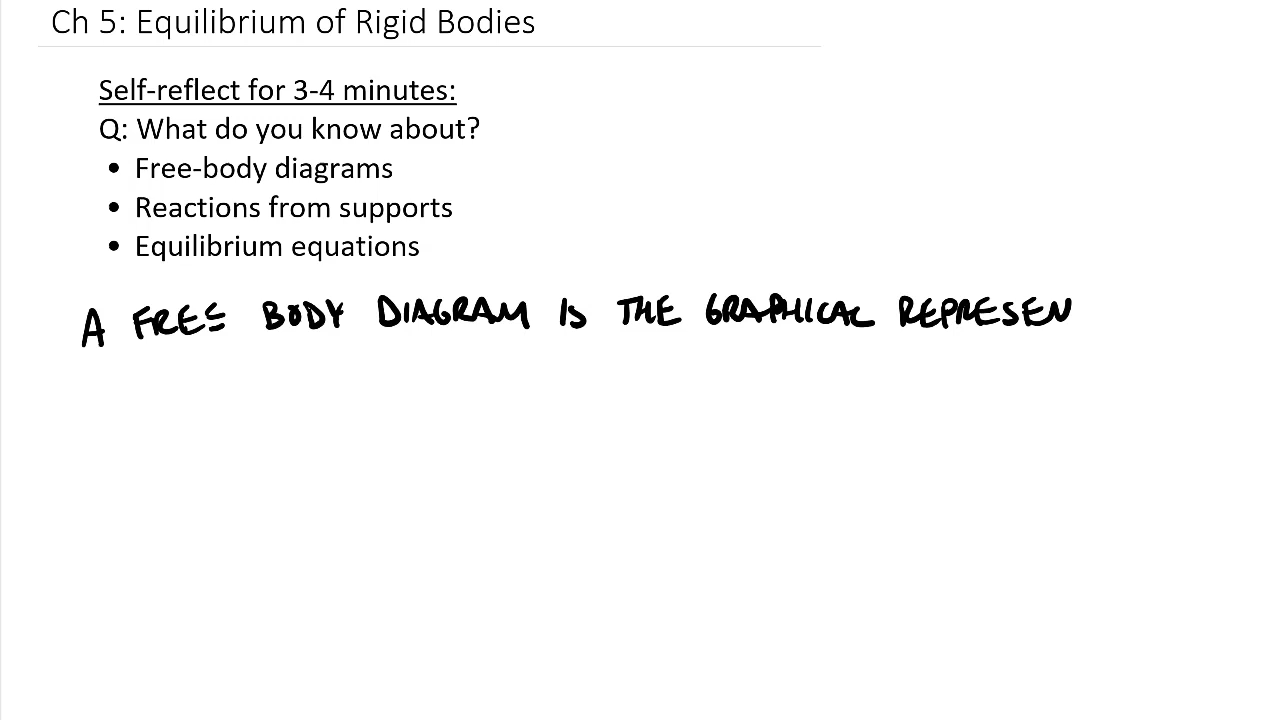 Ch 5: Equilibrium of Rigid Bodies
Self-reflect for 3-4 minutes:
Q: What do you know about?
• Free-body diagrams
• Reactions from supports
• Equilibrium equations
A FREE BODY DIAGRAM IS THE GRAPHICAL REPRESEN